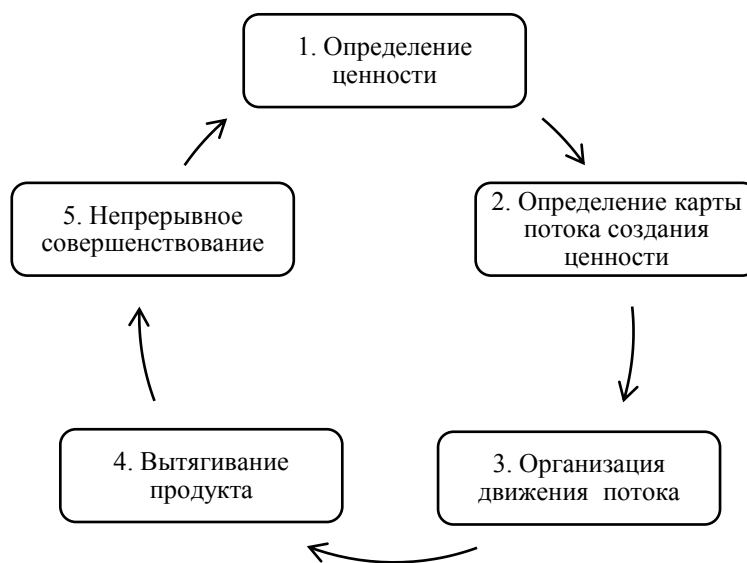 1. Определение
ценности
2. Определение карты
потока создания
ценности
3. Организация
движения потока
4. Вытягивание
продукта
5. Непрерывное
совершенствование